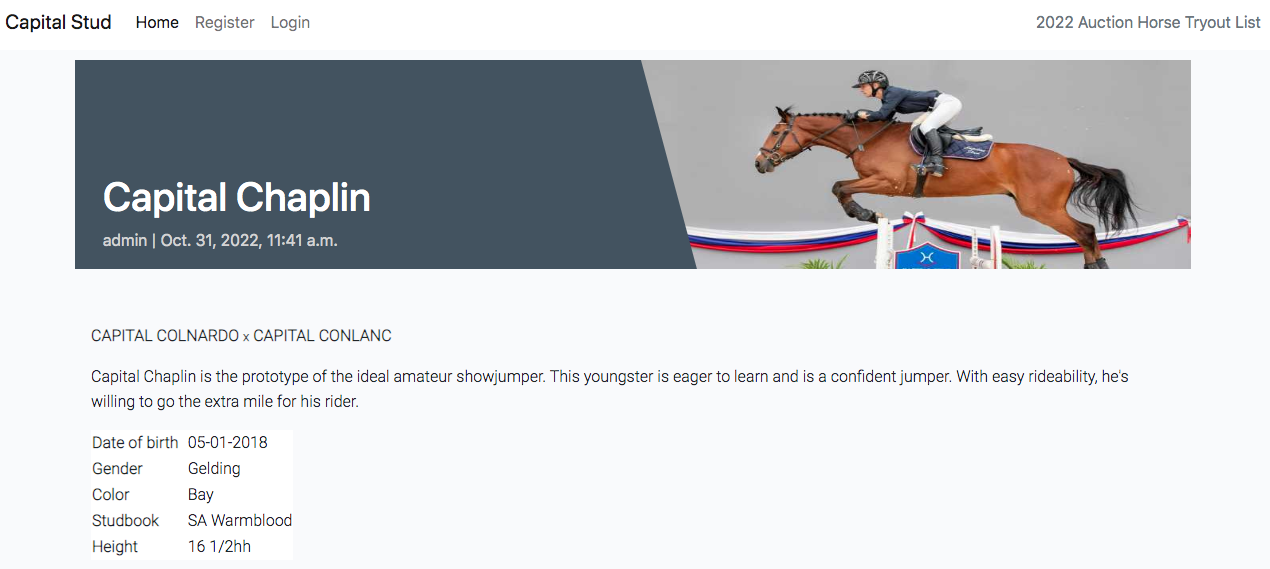 Capital Stud Home Register Login 2022 Auction Horse Tryout List
Capital Chaplin
admin | Oct. 31, 2022, 11:41 a.m.
CAPITAL COLNARDO x CAPITAL CONLANC
Capital Chaplin is the prototype of the ideal amateur showjumper. This youngster is eager to learn and is a confident jumper. With easy rideability, he's
willing to go the extra mile for his rider.
Date of birth 05-01-2018
Gender Gelding
Color Bay
Studbook SA Warmblood
Height 16 1/2hh